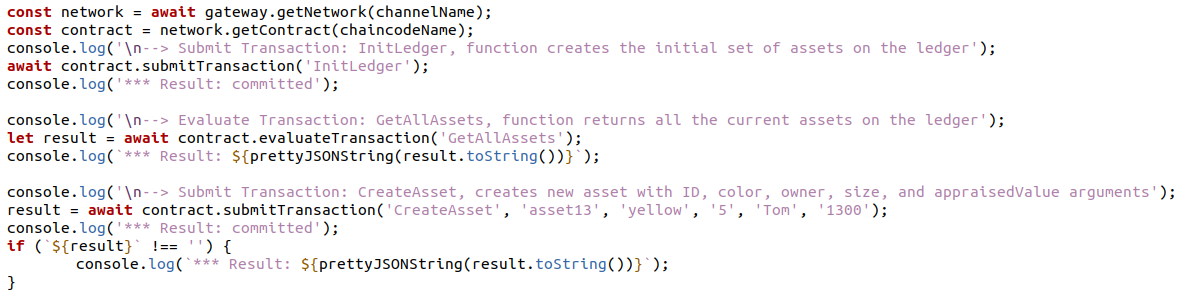 const network = await gateway.getNetwork(channelName);
const contract = network.getContract(chaincodeName);
console.log('\n--> Submit Transaction: InitLedger, function creates the initial set of assets on the ledger');
await contract.submitTransaction('InitLedger');
console.log('*** Result: committed');

console.log('\n--> Evaluate Transaction: GetAllAssets, function returns all the current assets on the ledger');
let result = await contract.evaluateTransaction('GetAllAssets');
console.log(`*** Result: ${prettyJSONString(result.toString())}`);

console.log('\n--> Submit Transaction: CreateAsset, creates new asset with ID, color, owner, size, and appraisedValue arguments');
result = await contract.submitTransaction('CreateAsset', 'asset13', 'yellow', '5', 'Tom', '1300');
console.log('*** Result: committed');
if (`${result}` !== '') {
        console.log(`*** Result: ${prettyJSONString(result.toString())}`);
}